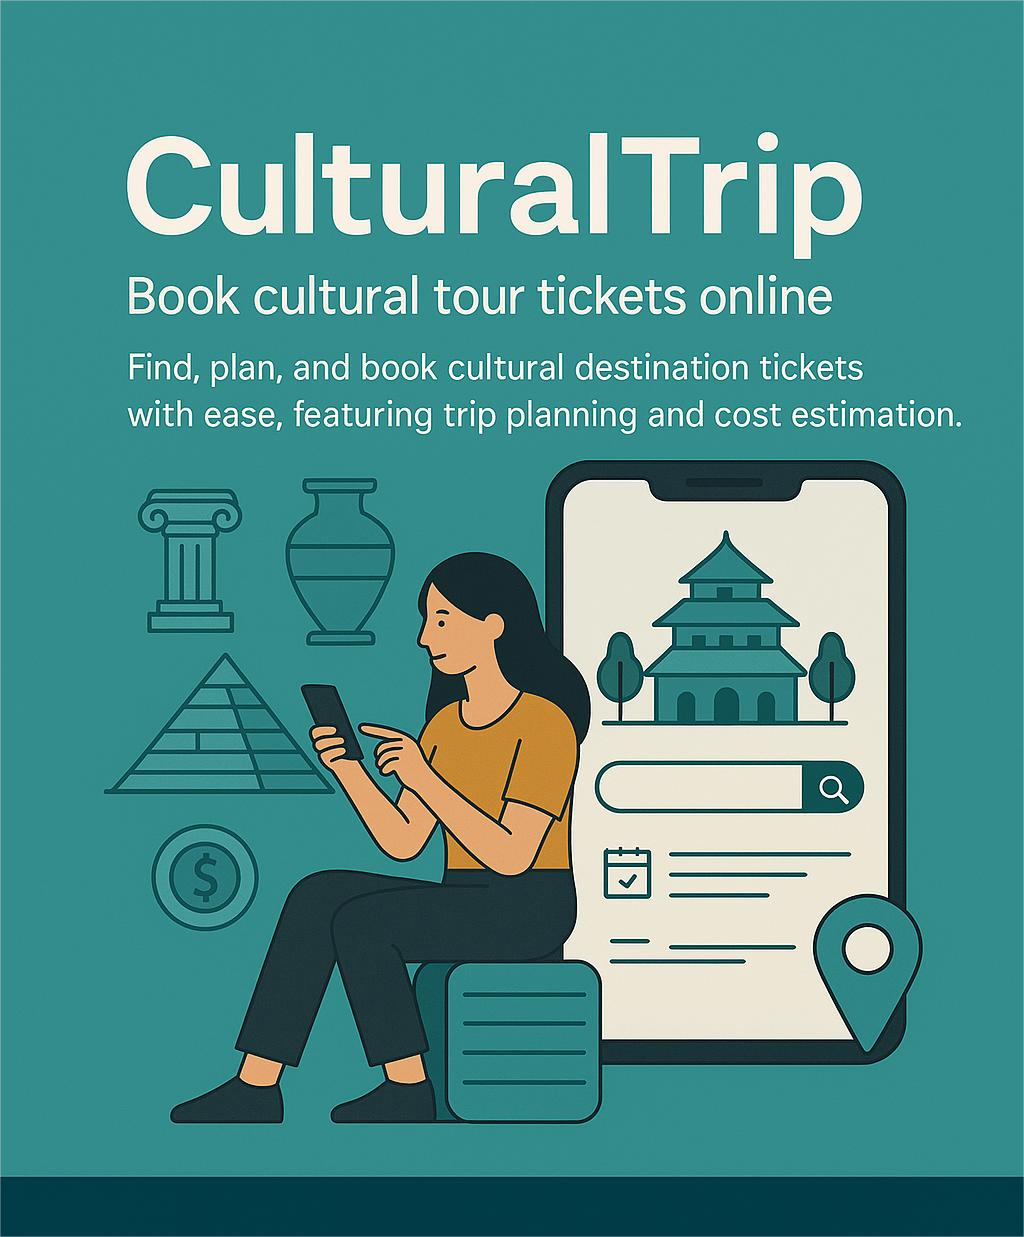 CulturalTrip
Book cultural tour tickets online
Find, plan, and book cultural destination tickets
with ease, featuring trip planning and cost estimation.
$